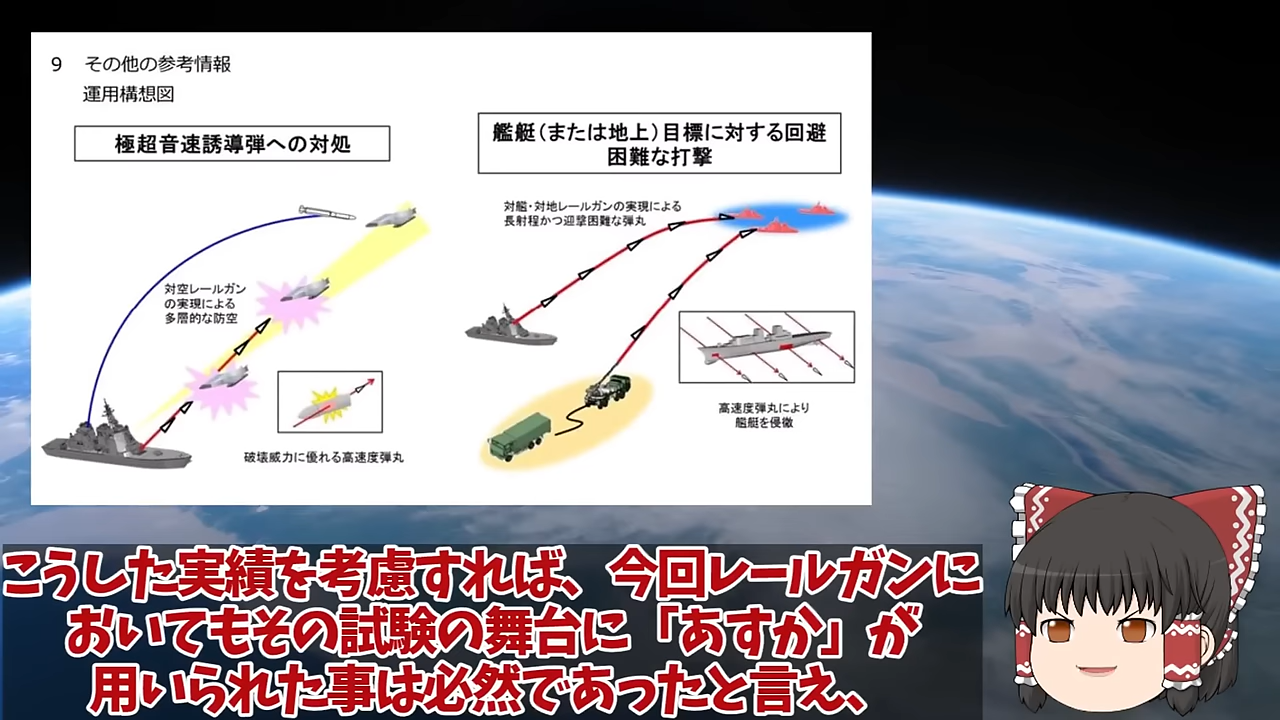 9 その他の参考情報
運用構想図
極超音速誘導弾への対処
対空レールガン
の実現による
多層的な防空
破壊威力に優れる高速度弾丸
艦艇(または地上)目標に対する回避
困難な打撃
対艦・対地レールガンの実現による
長射程かつ迎撃困難な弾丸
高速度弾丸により
艦艇を侵徹
こうした実績を考慮すれば、今回レールガンに
おいてもその試験の舞台に「あすか」が
用いられた事は必然であったと言え、